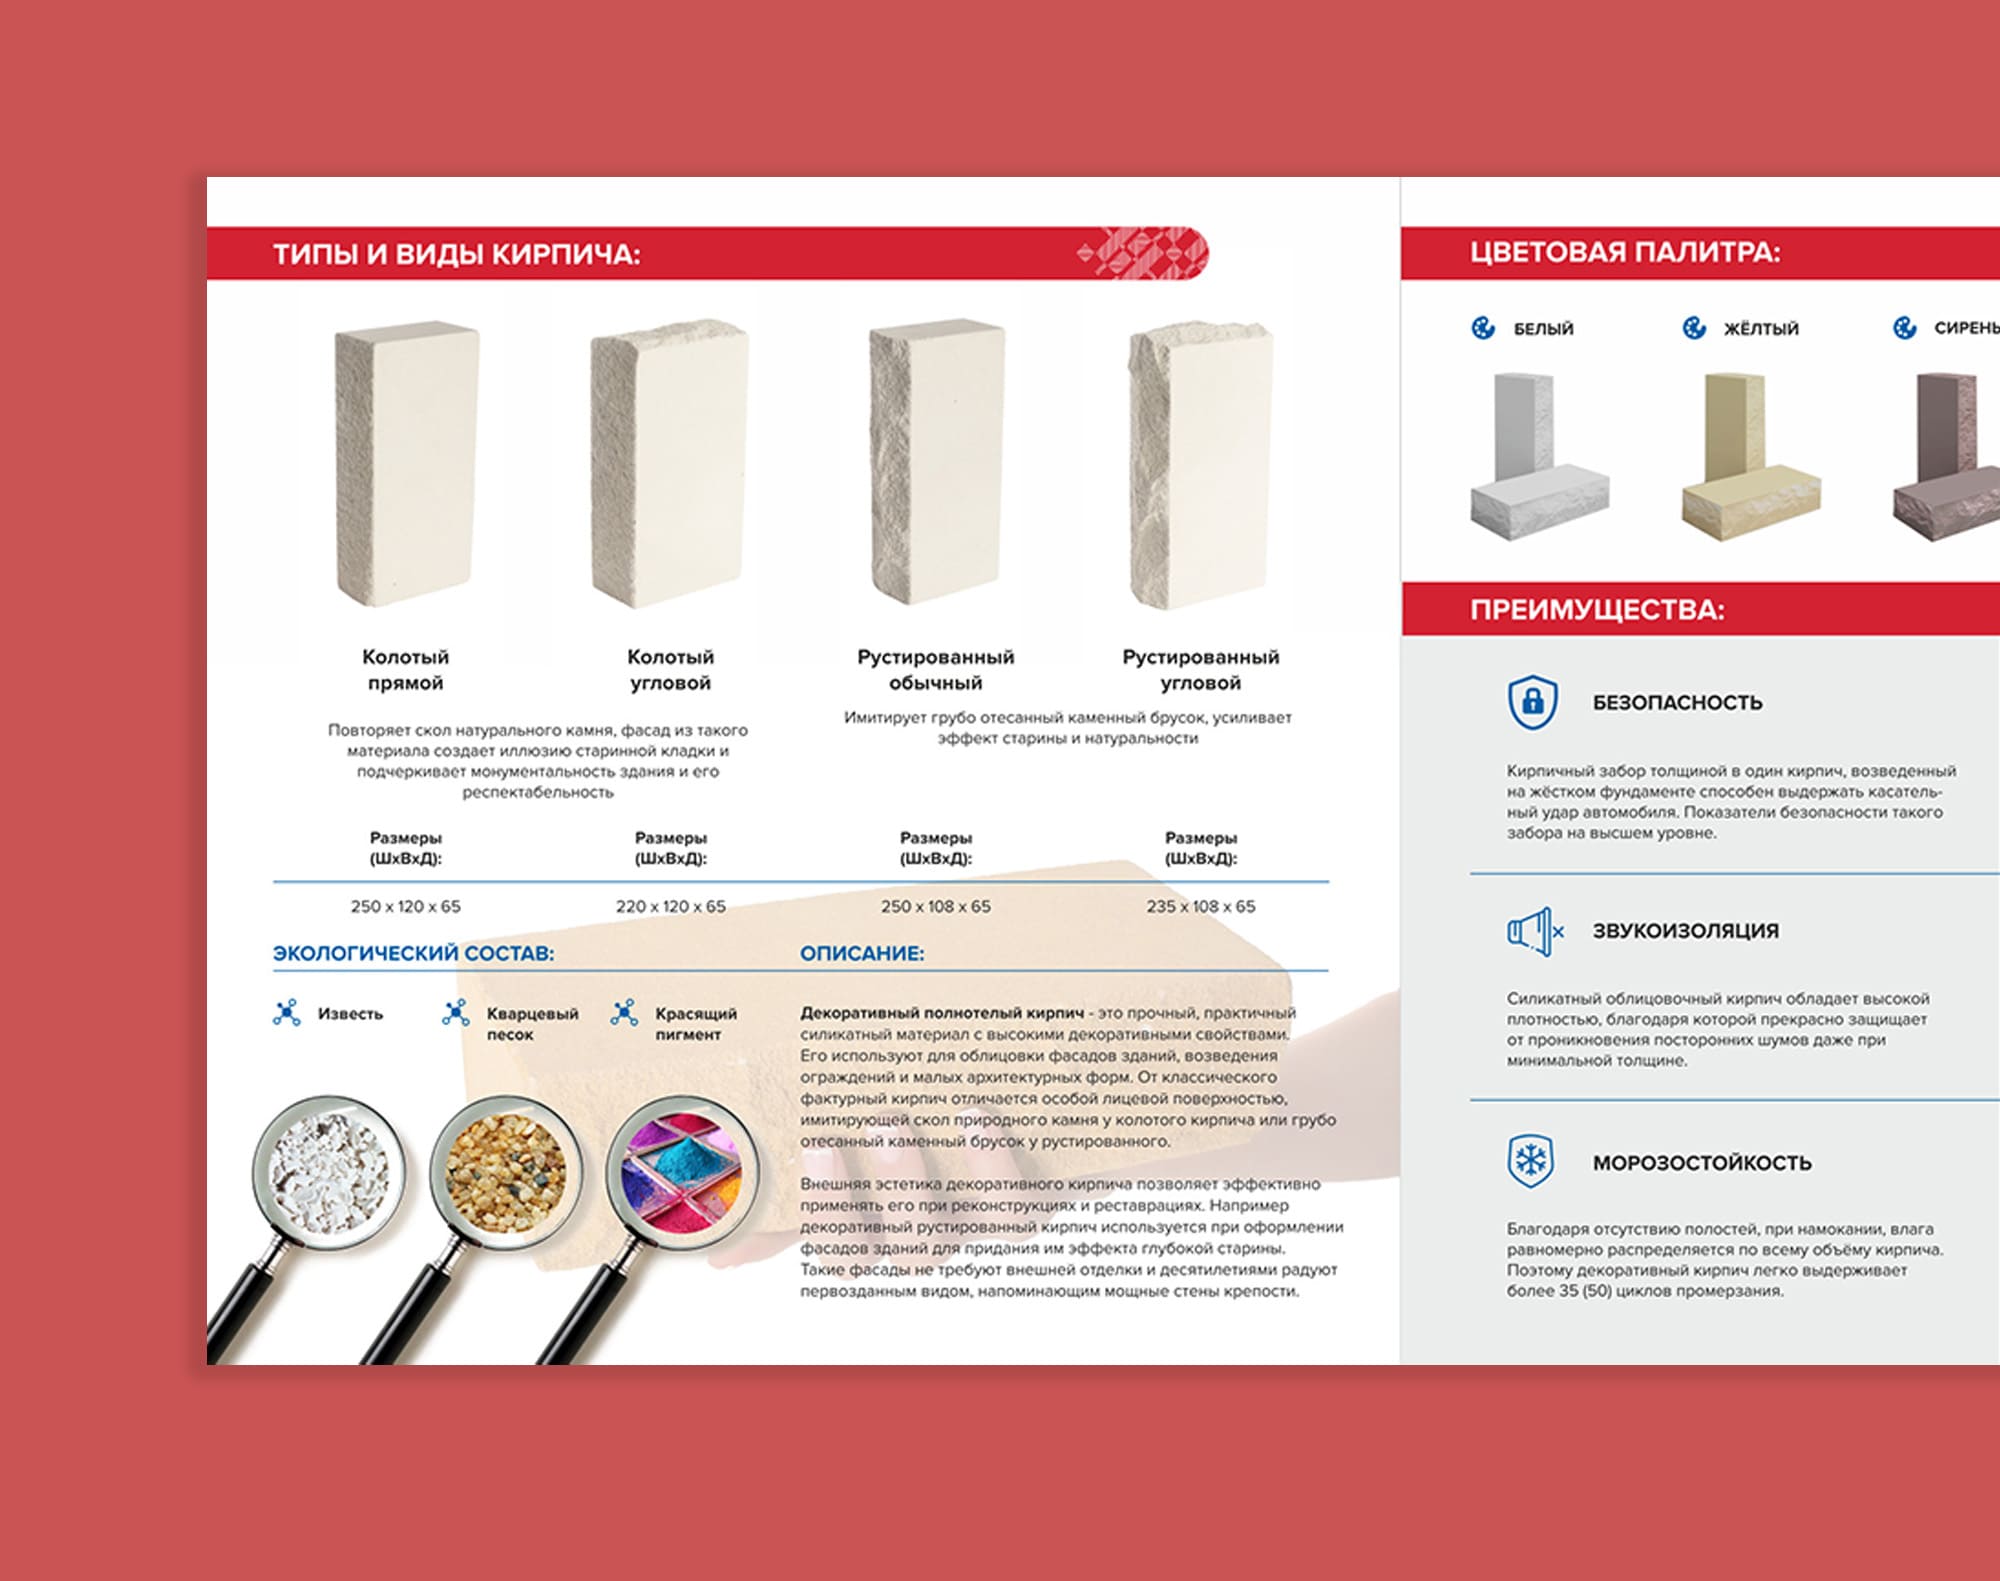 ТИПЫ И ВИДЫ КИРПИЧА:
Колотый
прямой
Колотый
угловой
Рустированный
обычный
Рустированный
угловой
Повторяет скол натурального камня, фасад из такого
материала создает иллюзию старинной кладки и
подчеркивает монументальность здания и его
респектабельность
Имитирует грубо отесанный каменный брусок, усиливает
эффект старины и натуральности
Размеры
(ШхВхД):
Размеры
(ШхВхД):
Размеры
(ШхВхД):
Размеры
(ШхВхД):
250 х 120 х 65
220 х 120 х 65
250 х 108 х 65
235 х 108 х 65
ЭКОЛОГИЧЕСКИЙ СОСТАВ:
Известь
Кварцевый
песок
Красящий
пигмент
ОПИСАНИЕ:
Декоративный полнотелый кирпич - это прочный, практичный
силикатный материал с высокими декоративными свойствами.
Его используют для облицовки фасадов зданий, возведения
ограждений и малых архитектурных форм. От классического
фактурный кирпич отличается особой лицевой поверхностью,
имитирующей скол природного камня у колотого кирпича или грубо
отесанный каменный брусок у рустированного.
Внешняя эстетика декоративного кирпича позволяет эффективно
применять его при реконструкциях и реставрациях. Например
декоративный рустированный кирпич используется при оформлении
фасадов зданий для придания им эффекта глубокой старины.
Такие фасады не требуют внешней отделки и десятилетиями радуют
первозданным видом, напоминающим мощные стены крепости.
ЦВЕТОВАЯ ПАЛИТРА:
БЕЛЫЙ
ЖЁЛТЫЙ
СИРЕНЬ
ПРЕИМУЩЕСТВА:
БЕЗОПАСНОСТЬ
Кирпичный забор толщиной в один кирпич, возведенный
на жёстком фундаменте способен выдержать касатель-
ный удар автомобиля. Показатели безопасности такого
забора на высшем уровне.
ЗВУКОИЗОЛЯЦИЯ
Силикатный облицовочный кирпич обладает высокой
плотностью, благодаря которой прекрасно защищает
от проникновения посторонних шумов даже при
минимальной толщине.
МОРОЗОСТОЙКОСТЬ
Благодаря отсутствию полостей, при намокании, влага
равномерно распределяется по всему объёму кирпича.
Поэтому декоративный кирпич легко выдерживает
более 35 (50) циклов промерзания.